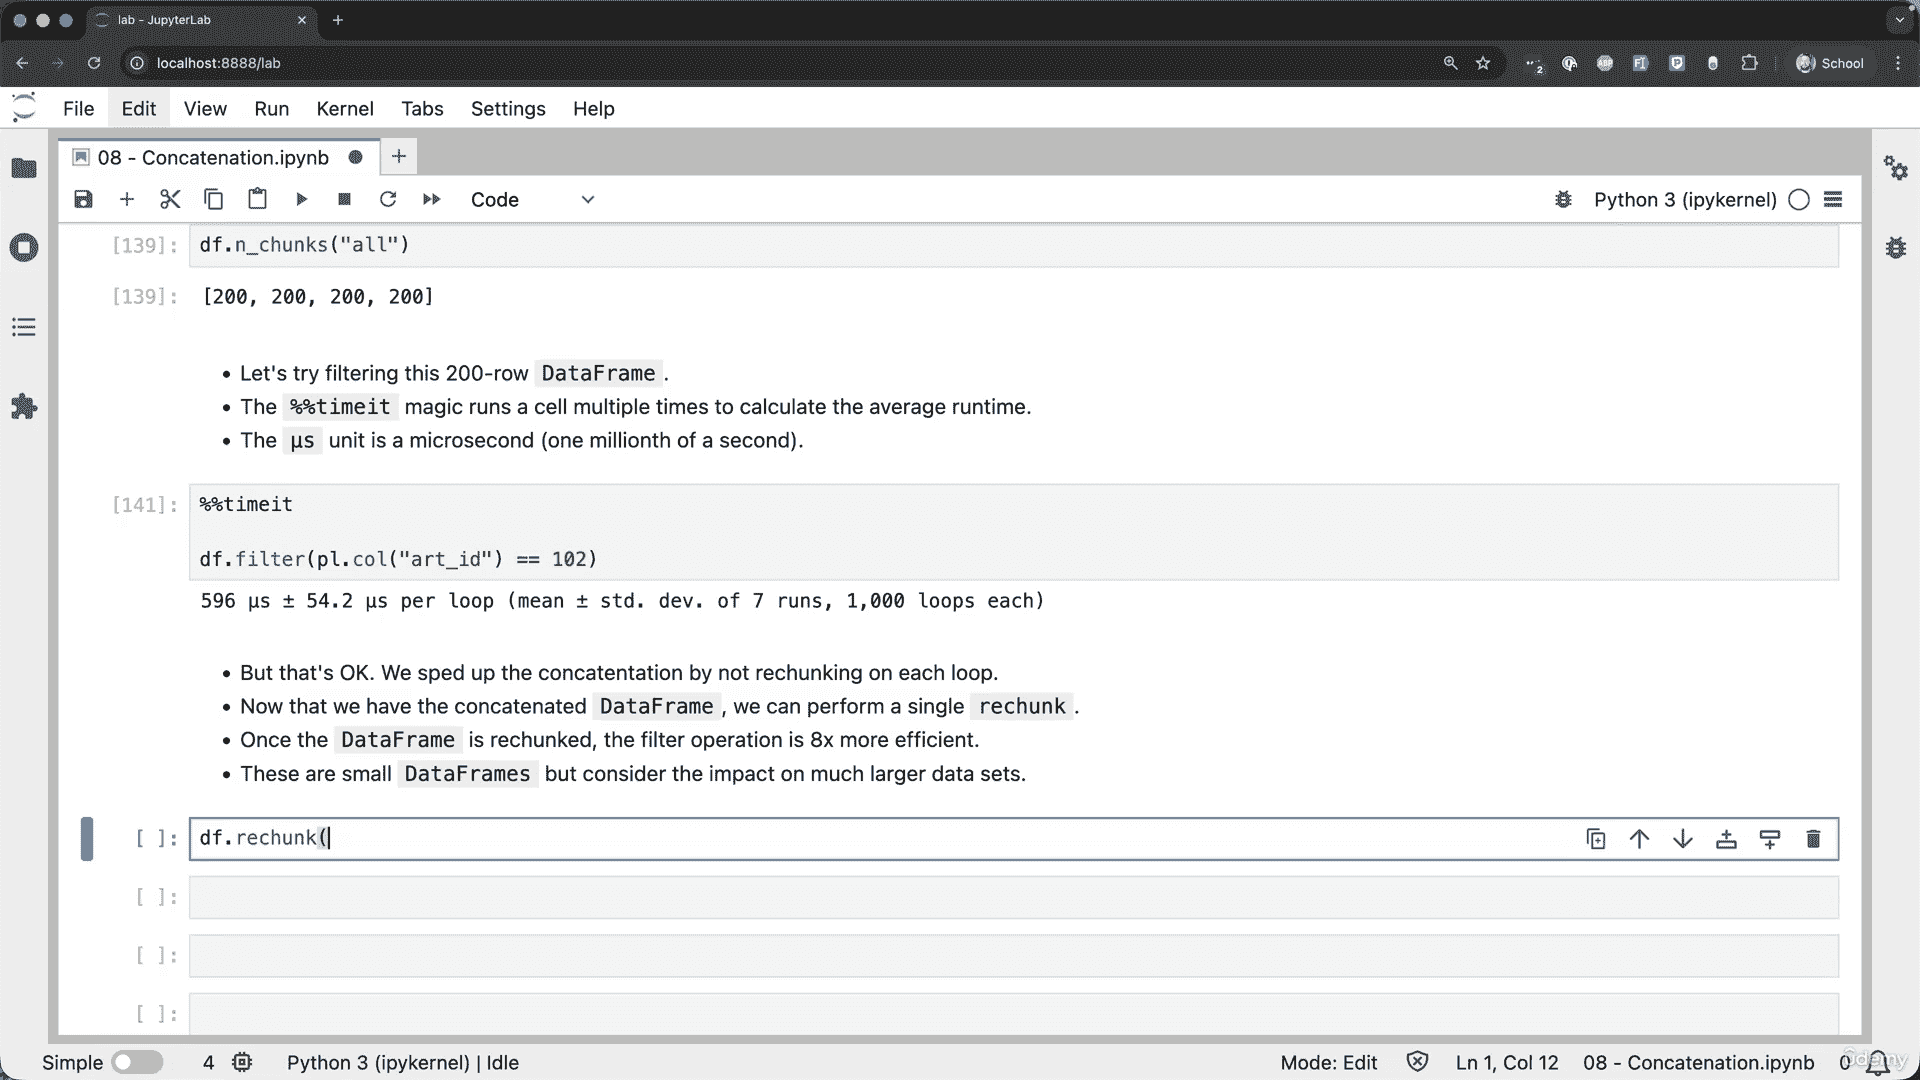 lab - JupyterLab
localhost:8888/lab
2
ABP
School
File Edit View Run Kernel Tabs Settings Help
08 - Concatenation.ipynb
Code
Python 3 (ipykernel)
[139]: df.n_chunks("all")
[139]: [200, 200, 200, 200]
• Let's try filtering this 200-row DataFrame .
• The %%timeit magic runs a cell multiple times to calculate the average runtime.
• The µs unit is a microsecond (one millionth of a second).
[141]: %%timeit
df.filter(pl.col("art_id") == 102)
596 µs ± 54.2 µs per loop (mean ± std. dev. of 7 runs, 1,000 loops each)
• But that's OK. We sped up the concatentation by not rechunking on each loop.
• Now that we have the concatenated DataFrame , we can perform a single rechunk .
• Once the DataFrame is rechunked, the filter operation is 8x more efficient.
• These are small DataFrames but consider the impact on much larger data sets.
[ ]: df.rechunk(
[ ]:
[ ]:
[ ]:
Simple 4 Python 3 (ipykernel) | Idle Mode: Edit Ln 1, Col 12 08 - Concatenation.ipynb 0
Udemy